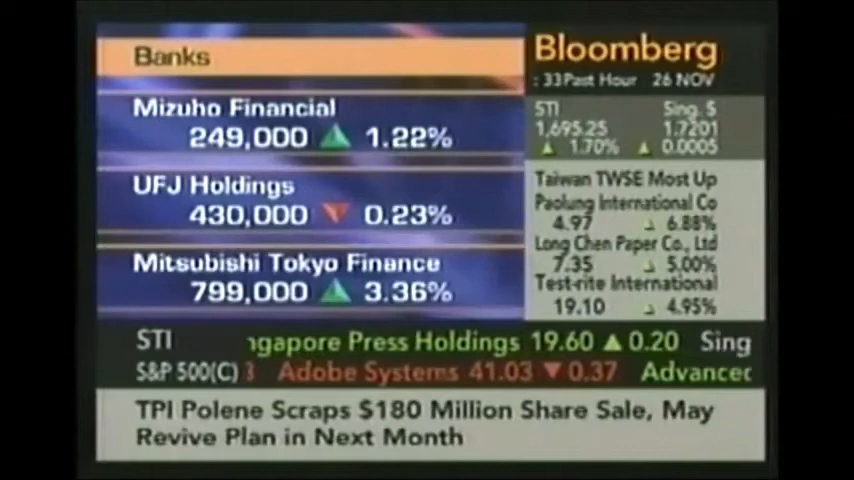 Banks
Mizuho Financial
249,000 ▲ 1.22%
UFJ Holdings
430,000 ▼ 0.23%
Mitsubishi Tokyo Finance
799,000 ▲ 3.36%
Bloomberg
: 33 Past Hour 26 NOV
STI Sing. $
1,695.25 1.7201
▲ 1.70% ▲ 0.0005
Taiwan TWSE Most Up
Paolung International Co
4.97 ▲ 6.88%
Long Chen Paper Co., Ltd
7.35 ▲ 5.00%
Test-rite International
19.10 ▲ 4.95%
STI ngapore Press Holdings 19.60 ▲ 0.20 Sing
S&P 500(C) 3 Adobe Systems 41.03 ▼ 0.37 Advanced
TPI Polene Scraps $180 Million Share Sale, May
Revive Plan in Next Month